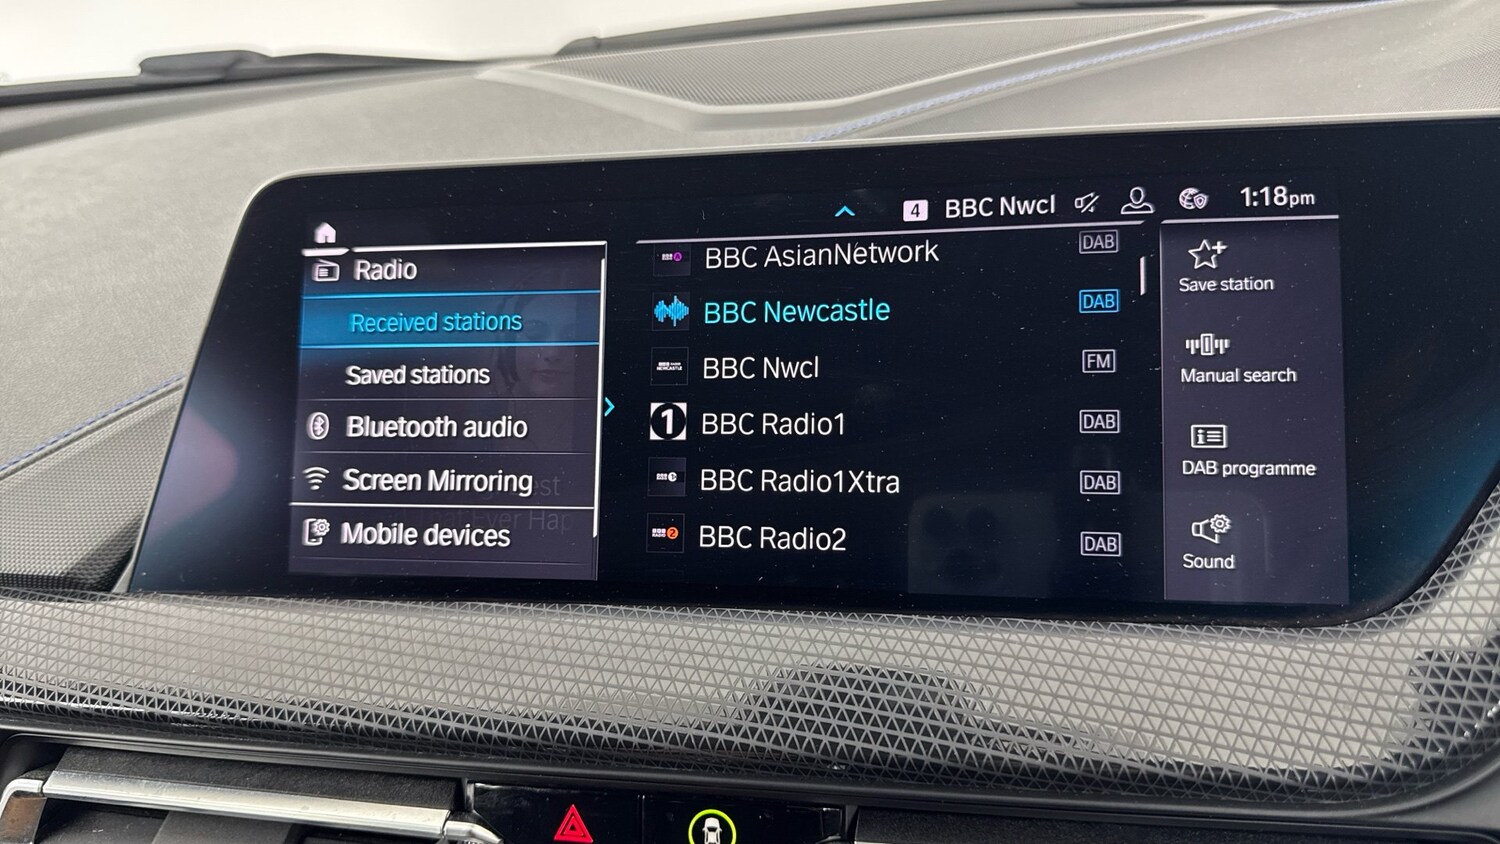 4 BBC Nwcl 1:18pm
Radio
Received stations
Saved stations
Bluetooth audio
Screen Mirroring
Mobile devices
BBC AsianNetwork DAB
BBC Newcastle DAB
BBC Nwcl FM
1 BBC Radio1 DAB
BBC Radio1Xtra DAB
BBC Radio2 DAB
Save station
Manual search
DAB programme
Sound